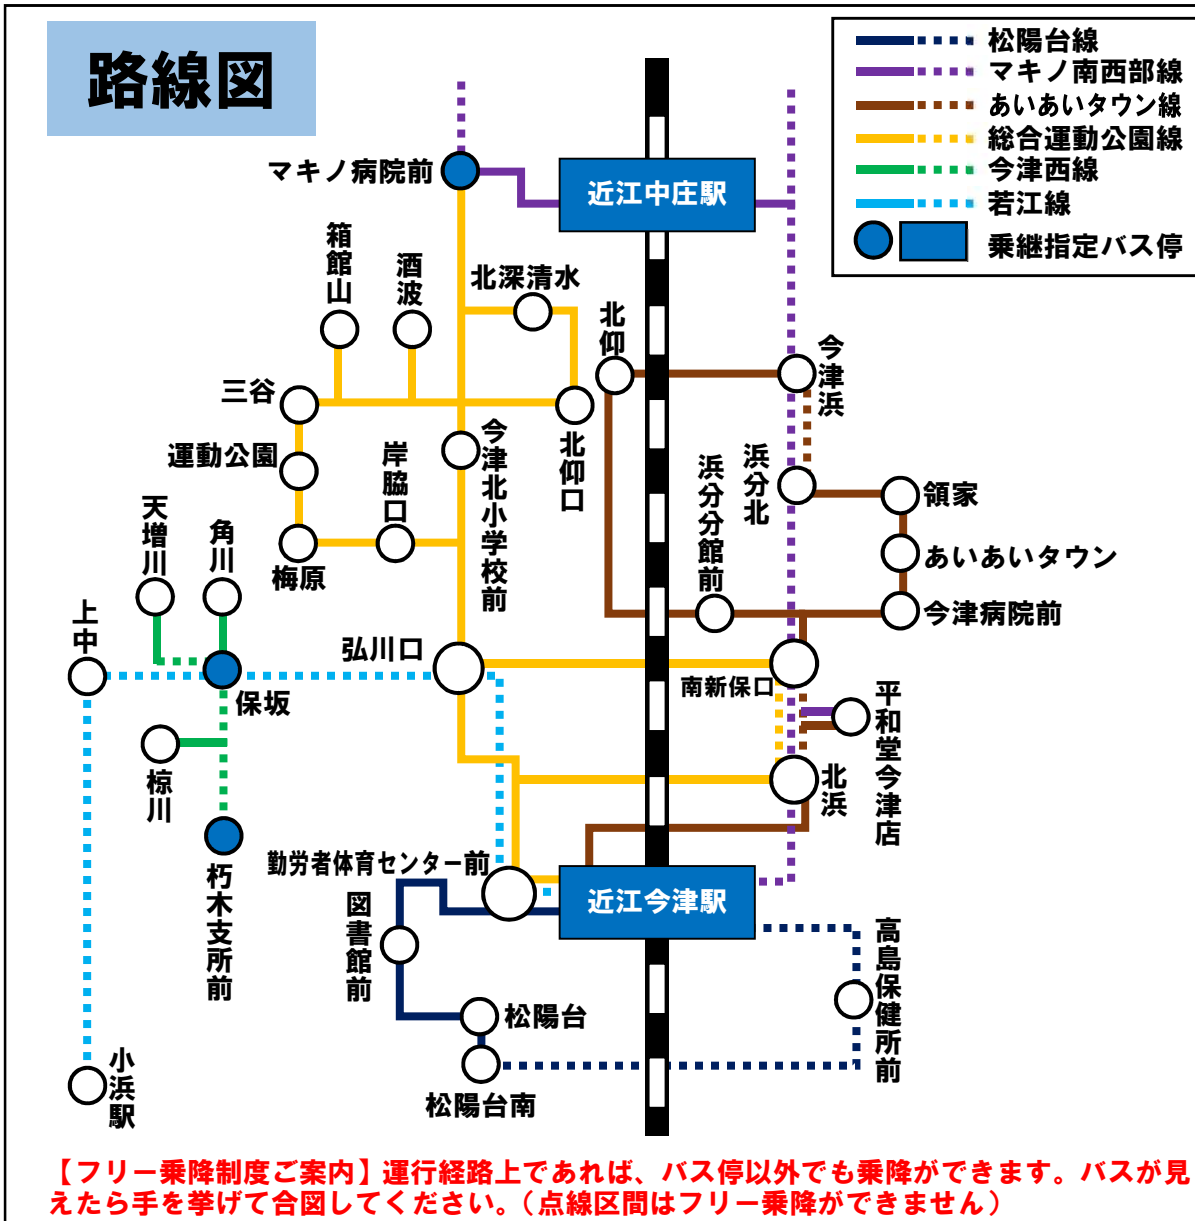 路線図
松陽台線
マキノ南西部線
あいあいタウン線
総合運動公園線
今津西線
若江線
乗継指定バス停
マキノ病院前
近江中庄駅
箱館山
酒波
北深清水
北仰
今津浜
三谷
運動公園
岸脇口
今津北小学校前
北仰口
浜分分館前
浜分北
領家
あいあいタウン
今津病院前
天増川
角川
梅原
上中
弘川口
南新保口
保坂
平和堂今津店
椋川
北浜
朽木支所前
勤労者体育センター前
近江今津駅
図書館前
高島保健所前
松陽台
松陽台南
小浜駅
【フリー乗降制度ご案内】運行経路上であれば、バス停以外でも乗降ができます。バスが見
えたら手を挙げて合図してください。（点線区間はフリー乗降ができません）